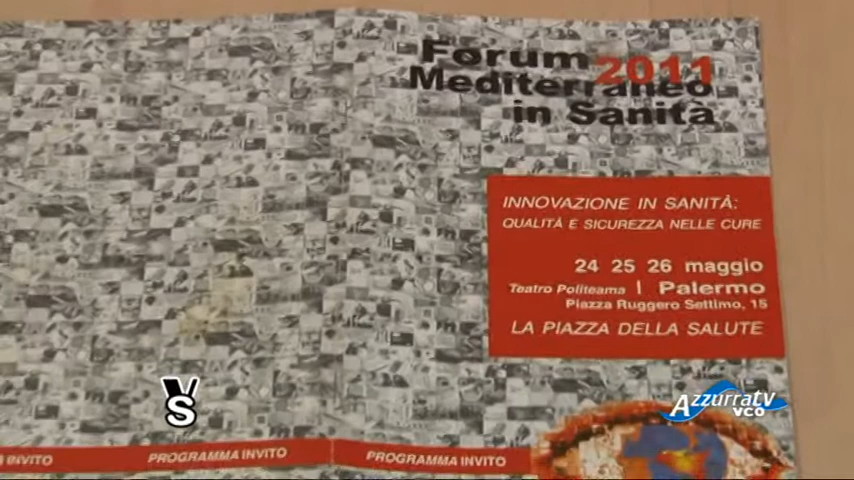 Forum
Mediterraneo 2011
in Sanità
INNOVAZIONE IN SANITÀ:
QUALITÀ E SICUREZZA NELLE CURE
24 25 26 maggio
Teatro Politeama | PALERMO
Piazza Ruggero Settimo, 15
LA PIAZZA DELLA SALUTE
VS
AzzurraTV
VCO
PROGRAMMA INVITO
PROGRAMMA INVITO